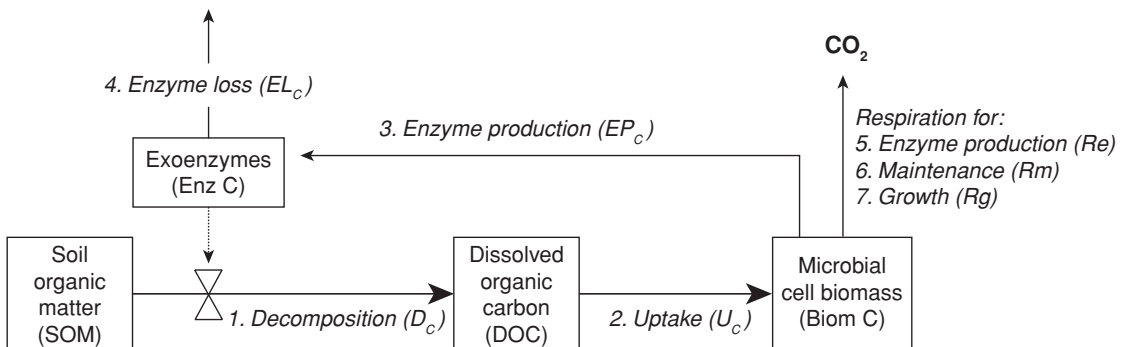 CO₂
4. Enzyme loss (EL_C)
3. Enzyme production (EP_C)
Respiration for:
5. Enzyme production (Re)
6. Maintenance (Rm)
7. Growth (Rg)
Exoenzymes
(Enz C)
Soil
organic
matter
(SOM)
1. Decomposition (D_C)
Dissolved
organic
carbon
(DOC)
2. Uptake (U_C)
Microbial
cell biomass
(Biom C)